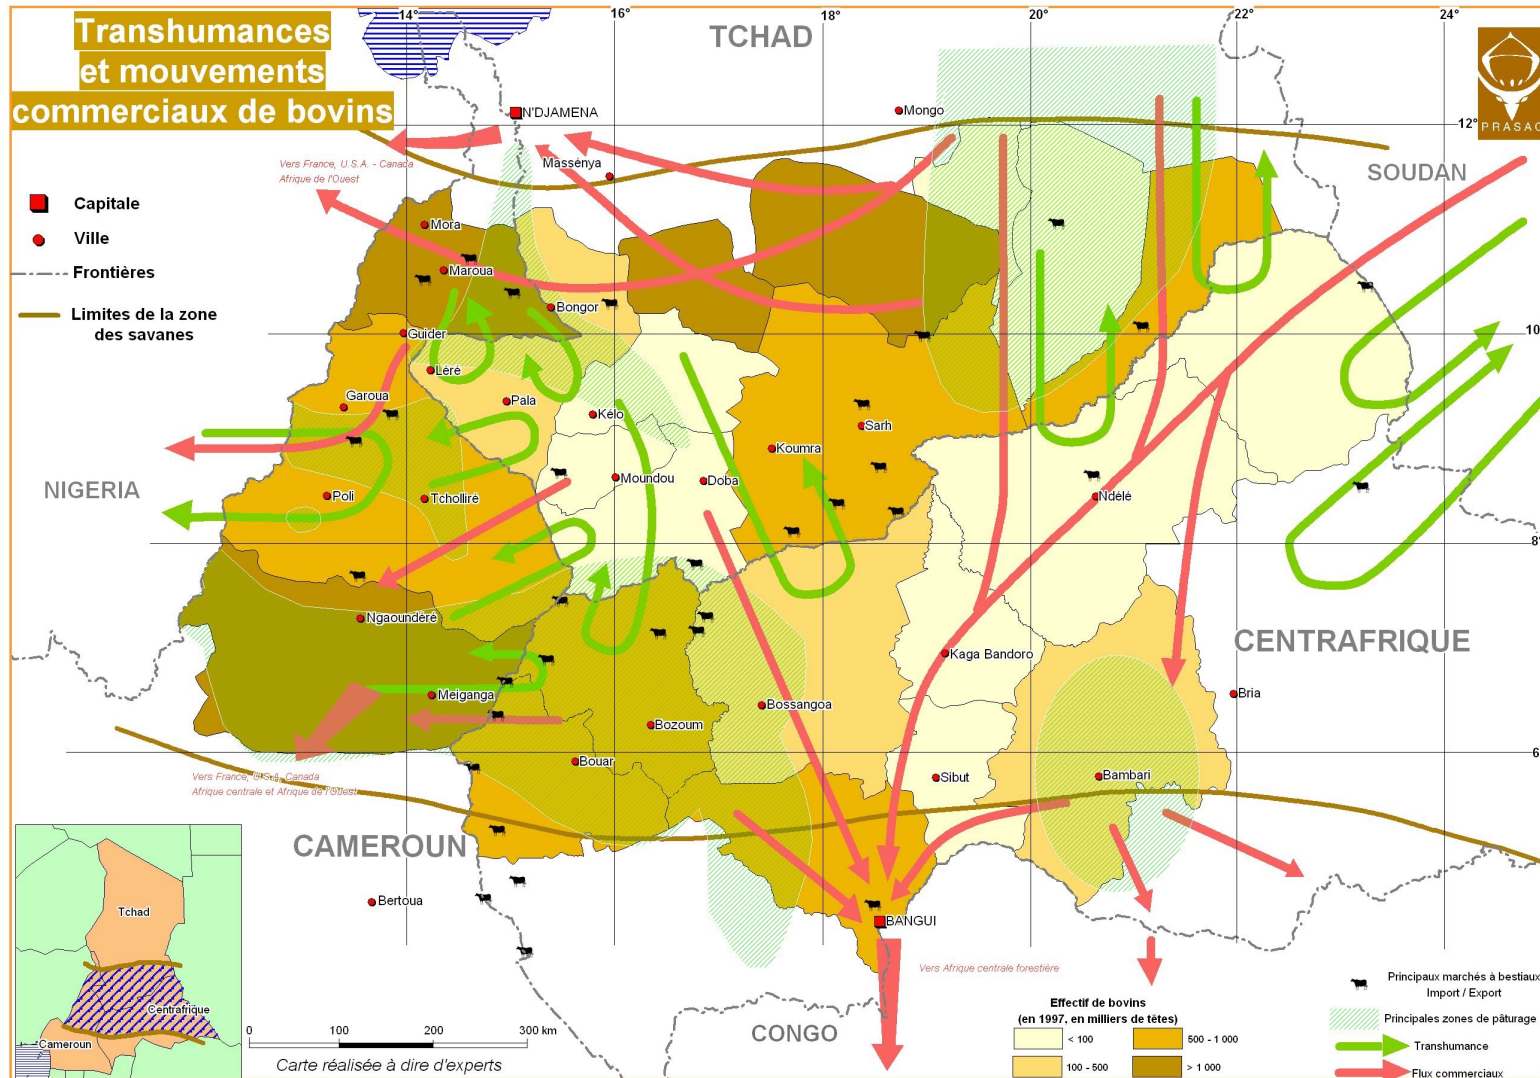 Transhumances
et mouvements
commerciaux de bovins
14°
16°
18°
20°
22°
24°
TCHAD
PRASAC
N'DJAMENA
Mongo
12°
Massénya
SOUDAN
Vers France, U.S.A. - Canada
Afrique de l'Ouest
Capitale
Ville
Frontières
Limites de la zone
des savanes
Mora
Maroua
Bongor
Guider
10
Léré
Garoua
Pala
Kélo
Koumra
Sarh
NIGERIA
Poli
Tcholliré
Moundou
Doba
Ndélé
8°
Ngaoundéré
CENTRAFRIQUE
Kaga Bandoro
Meiganga
Bossangoa
Bria
Bozoum
6
Bouar
Sibut
Bambari
Vers France, U.S.A, Canada
Afrique centrale et Afrique de l'Ouest
CAMEROUN
Bertoua
BANGUI
Vers Afrique centrale forestière
CONGO
Tchad
Centrafrique
Cameroun
0 100 200 300 km
Carte réalisée à dire d'experts
Effectif de bovins
(en 1997, en milliers de têtes)
< 100
500 - 1 000
100 - 500
> 1 000
Principaux marchés à bestiaux
Import / Export
Principales zones de pâturage
Transhumance
Flux commerciaux